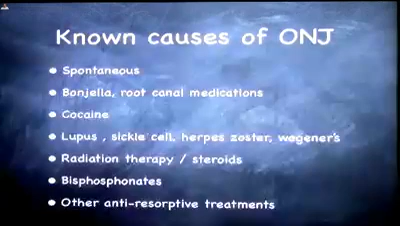 Known causes of ONJ
Spontaneous
Bonjella, root canal medications
Cocaine
Lupus , sickle cell, herpes zoster, wegener's
Radiation therapy / steroids
Bisphosphonates
Other anti-resorptive treatments